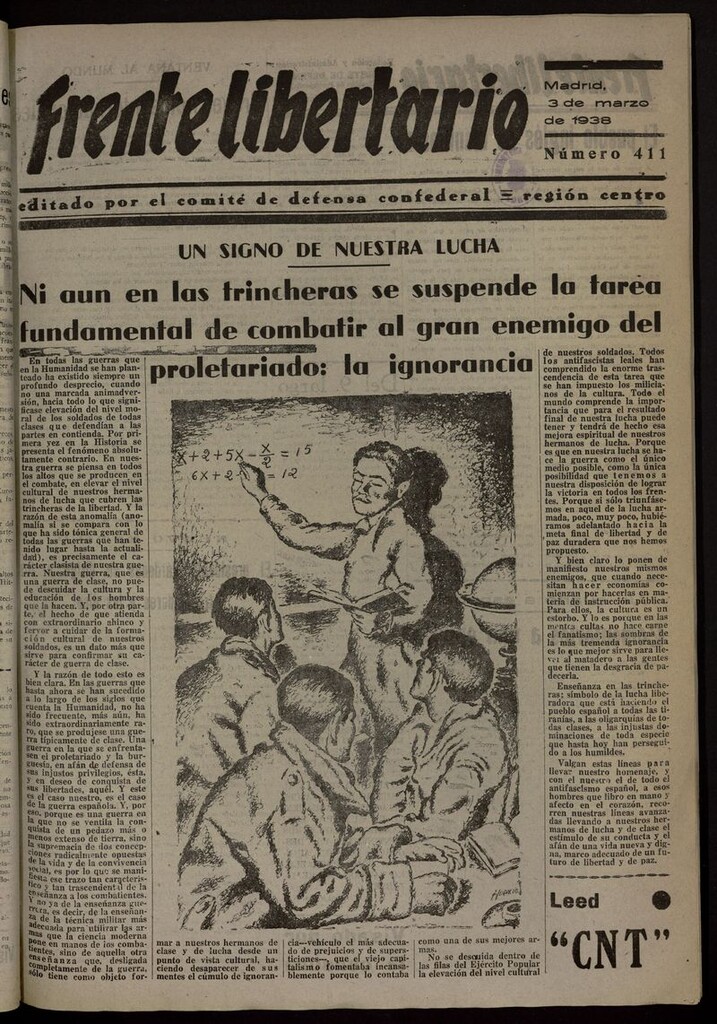 frente libertario
Madrid,
3 de marzo
de 1938
Número 411
editado por el comité de defensa confederal = región centro
UN SIGNO DE NUESTRA LUCHA
Ni aun en las trincheras se suspende la tarea
fundamental de combatir al gran enemigo del
proletariado: la ignorancia
En todas las guerras que
en la Humanidad se han plan-
teado ha existido siempre un
profundo desprecio, cuando
no una marcada animadver-
sión, hacia todo lo que signi-
ficase elevación del nivel mo-
ral de los soldados de todas
clases que defendían a las
partes en contienda. Por pri-
mera vez en la Historia se
presenta el fenómeno absolu-
tamente contrario. En nues-
tra guerra se piensa en todos
los altos que se producen en
el combate, en elevar el nivel
cultural de nuestros herma-
nos de lucha que cubren las
trincheras de la libertad. Y la
razón de esta anomalía (ano-
malía si se compara con lo
que ha sido tónica general de
todas las guerras que han te-
nido lugar hasta la actuali-
dad), es precisamente el ca-
rácter clasista de nuestra gue-
rra. Nuestra guerra, que es
una guerra de clase, no pue-
de descuidar la cultura y la
educación de los hombres
que la hacen. Y, por otra par-
te, el hecho de que atienda
con extraordinario ahínco y
fervor a cuidar de la forma-
ción cultural de nuestros
soldados, es un dato más que
sirve para confirmar su ca-
rácter de guerra de clase.
Y la razón de todo esto es
bien clara. En las guerras que
hasta ahora se han sucedido
a lo largo de los siglos que
cuenta la Humanidad, no ha
sido frecuente, más aún, ha
sido extraordinariamente ra-
ro, que se produjese una gue-
rra típicamente de clase. Una
guerra en la que se enfrenta-
sen el proletariado y la bur-
guesía, en afán de defensa de
sus injustos privilegios, ésta,
y en deseo de conquista de
sus libertades, aquél. Y este
es el caso nuestro, es el caso
de la guerra española. Y, por
eso, porque es una guerra en
la que no se ventila la con-
quista de un pedazo más o
menos extenso de tierra, sino
la supremacía de dos concep-
ciones radicalmente opuestas
de la vida y de la convivencia
social, es por lo que se mani-
fiesta ese trazo tan caracterís-
tico y tan trascendental de la
enseñanza a los combatientes.
Y no ya de la enseñanza gue-
rrera, es decir, de la enseñan-
za de la técnica militar más
adecuada para utilizar las ar-
mas que la ciencia moderna
pone en manos de los comba-
tientes, sino de aquella otra
enseñanza que, desligada
completamente de la guerra,
sólo tiene como objeto for-
x+2+5x-x/2=15
6x+2 =12
mar a nuestros hermanos de
clase y de lucha desde un
punto de vista cultural, ha-
ciendo desaparecer de sus
mentes el cúmulo de ignoran-
cia—vehículo el más adecua-
do de prejuicios y de supers-
ticiones—, que el viejo capi-
talismo fomentaba incansa-
blemente porque lo contaba
como una de sus mejores ar-
mas.
No se descuida dentro de
las filas del Ejército Popular
la elevación del nivel cultural
de nuestros soldados. Todos
los antifascistas leales han
comprendido la enorme tras-
cendencia de esta tarea que
se han impuesto los milicia-
nos de la cultura. Todo el
mundo comprende la impor-
tancia que para el resultado
final de nuestra lucha puede
tener y tendrá de hecho esa
mejora espiritual de nuestros
hermanos de lucha. Porque
es que en nuestra lucha se ha-
ce la guerra como el único
medio posible, como la única
posibilidad que tenemos a
nuestra disposición de lograr
la victoria en todos los fren-
tes. Porque si sólo triunfáse-
mos en aquel de la lucha ar-
mada, poco, muy poco, hubié-
ramos adelantado hacia la
meta final de libertad y de
paz duradera que nos hemos
propuesto.
Y bien claro lo ponen de
manifiesto nuestros mismos
enemigos, que cuando nece-
sitan hacer economías co-
mienzan por hacerlas en ma-
teria de instrucción pública.
Para ellos, la cultura es un
estorbo. Y lo es porque en las
mentes cultas no hace carne
el fanatismo; las sombras de
la más tremenda ignorancia
es lo que mejor sirve para lle-
var al matadero a las gentes
que tienen la desgracia de pa-
decerla.
Enseñanza en las trinche-
ras; símbolo de la lucha libe-
radora que está haciendo el
pueblo español a todas las ti-
ranías, a las oligarquías de to-
das clases, a las injustas do-
minaciones de toda especie
que hasta hoy han persegui-
do a los humildes.
Valgan estas líneas para
llevar nuestro homenaje, y
con el nuestro el de todo el
antifascismo español, a esos
hombres que libro en mano y
afecto en el corazón, reco-
rren nuestras líneas avanza-
das llevando a nuestros her-
manos de lucha y de clase el
estímulo de su conducta y el
afán de una vida nueva y dig-
na, marco adecuado de un fu-
turo de libertad y de paz.
Leed
"CNT"